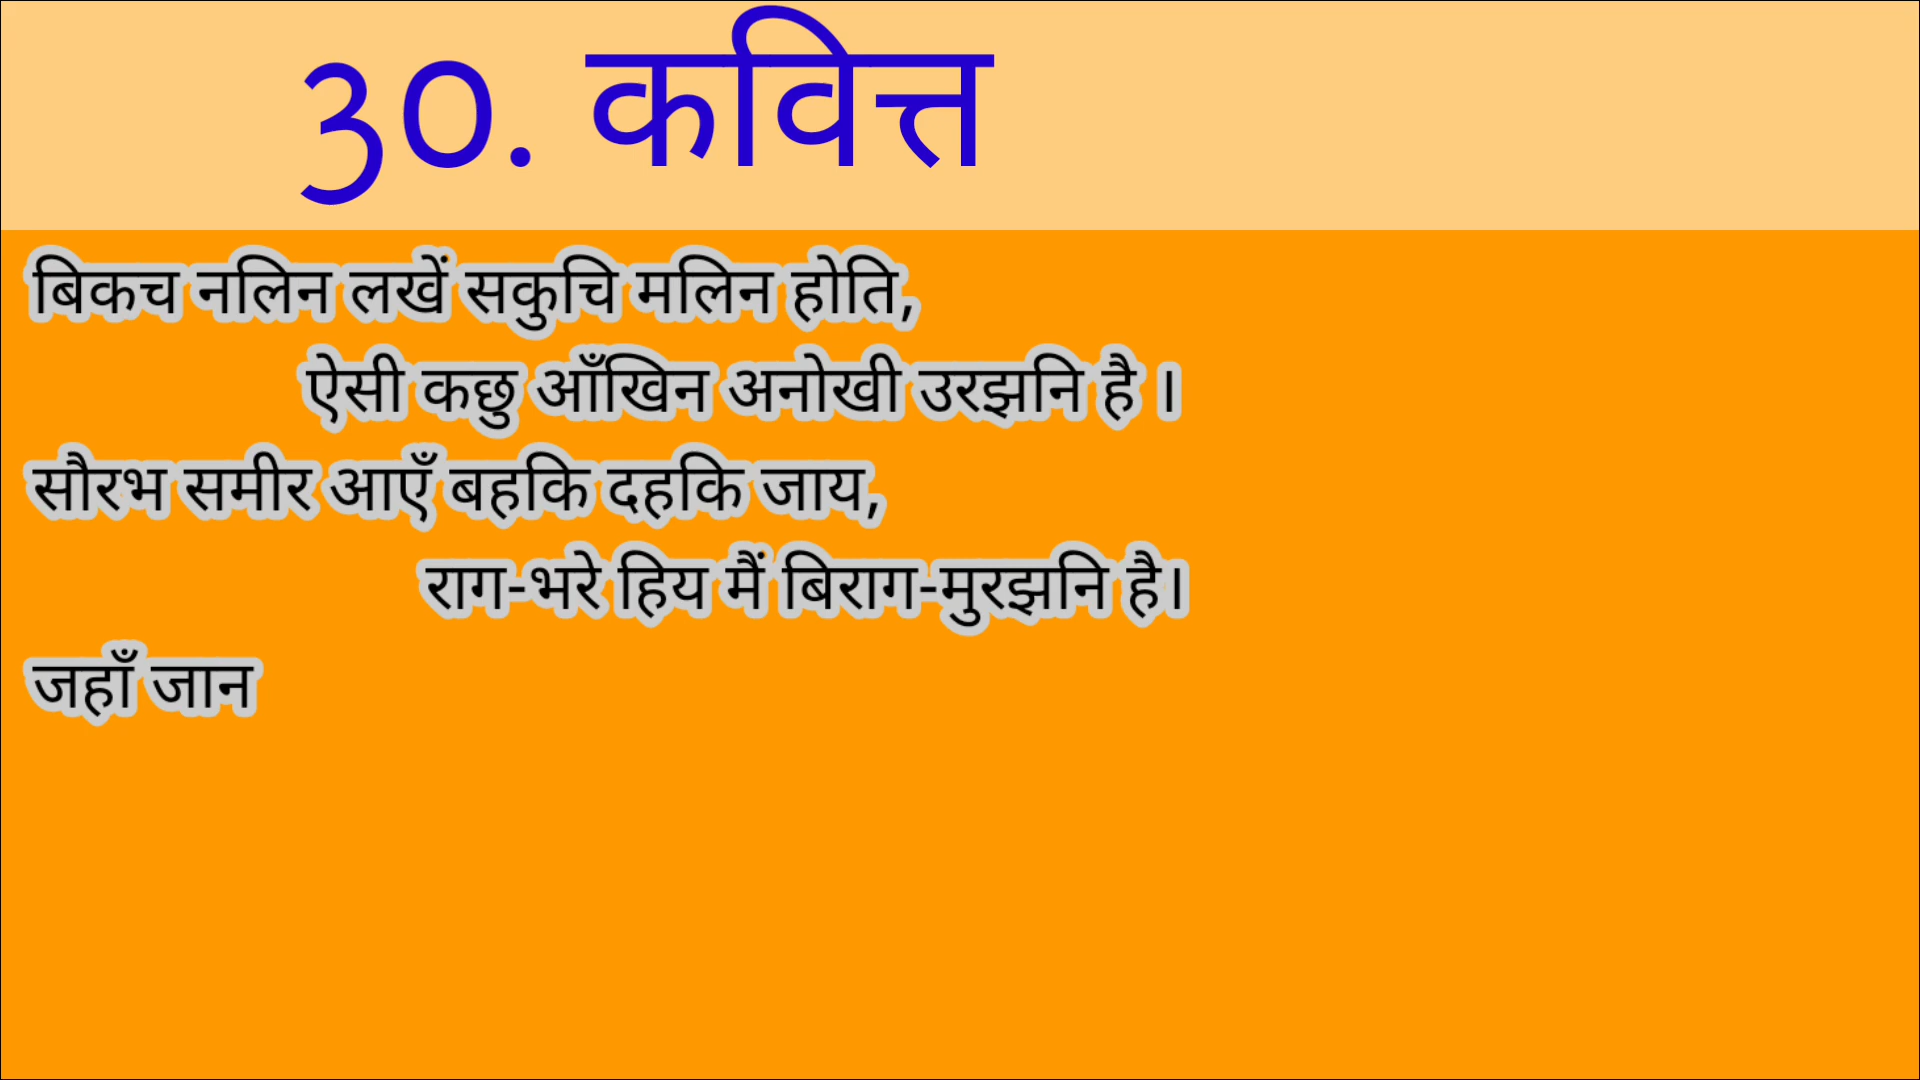 30. कवित्त
बिकच नलिन लखें सकुचि मलिन होति,
ऐसी कछु आँखिन अनोखी उरझनि है ।
सौरभ समीर आएँ बहकि दहकि जाय,
राग-भरे हिय मैं बिराग-मुरझनि है।
जहाँ जान